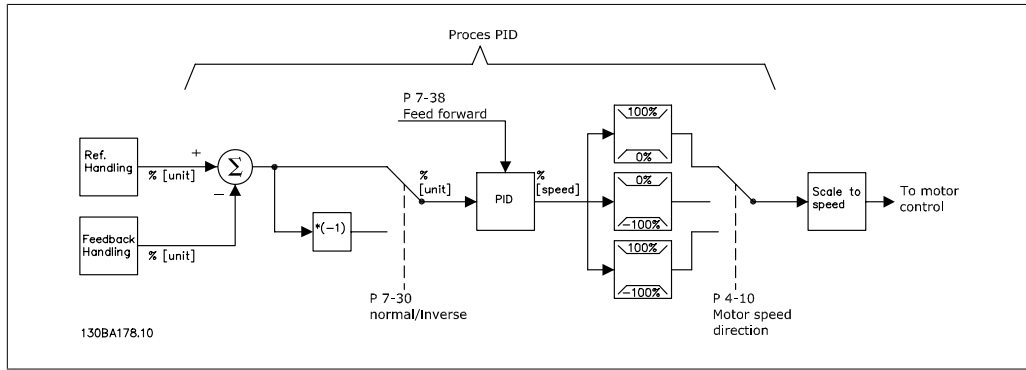 Proces PID
P 7-38
Feed forward
100%
0%
Ref.
Handling
+
% [unit]
Σ
–
%
[unit]
PID
%
[speed]
0%
-100%
Scale to
speed
To motor
control
*(-1)
Feedback
Handling
% [unit]
100%
-100%
P 7-30
normal/Inverse
P 4-10
Motor speed
direction
130BA178.10